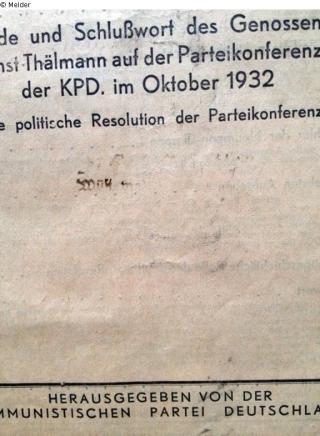 © Melder
de und Schlußwort des Genossen
nst Thälmann auf der Parteikonferenz
der KPD. im Oktober 1932
e politische Resolution der Parteikonferenz
HERAUSGEGEBEN VON DER
MMUNISTISCHEN PARTEI DEUTSCHLA